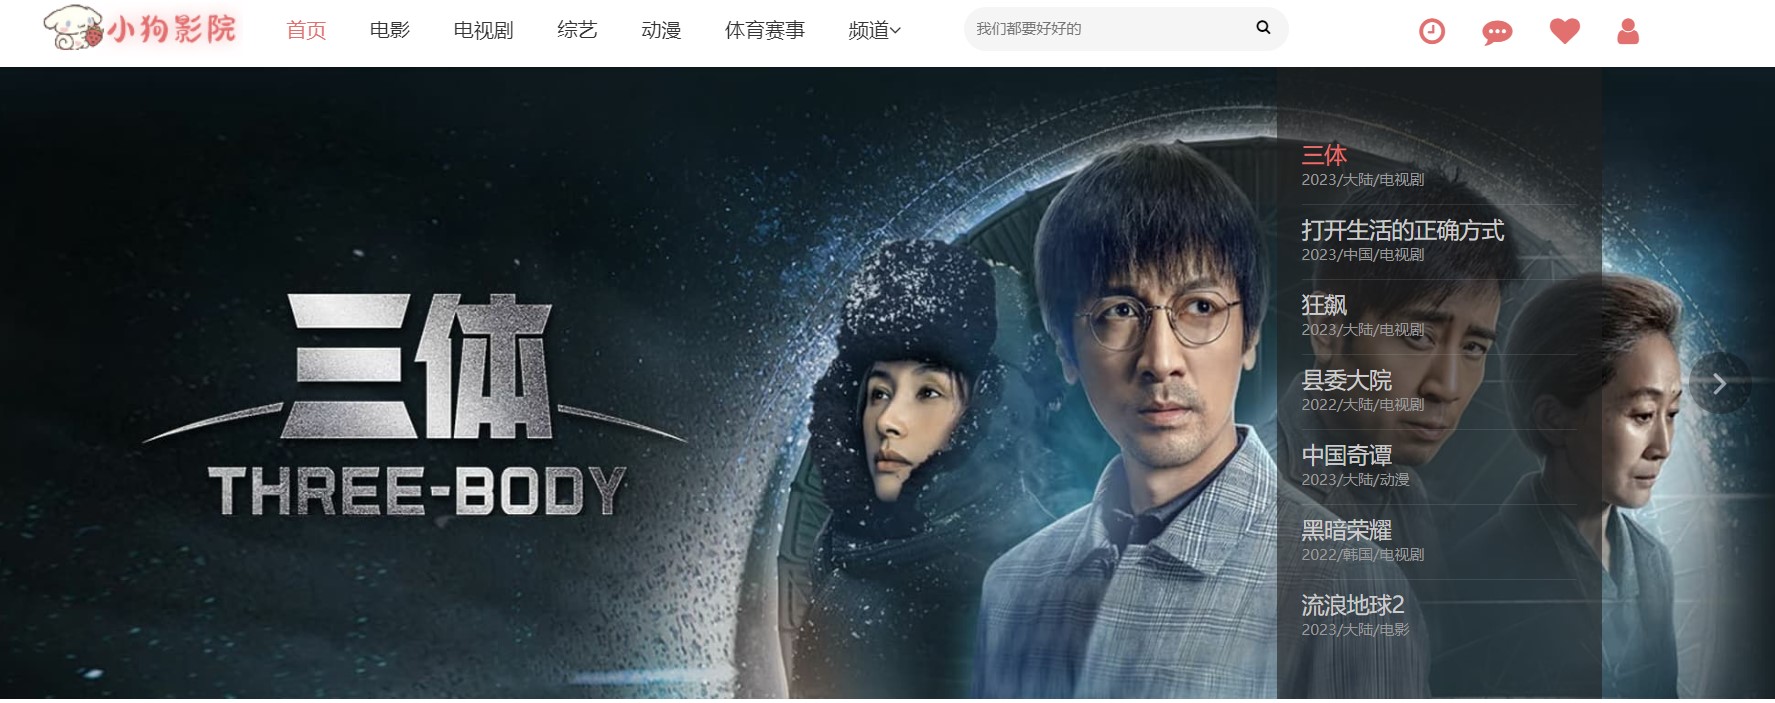 小狗影院
首页 电影 电视剧 综艺 动漫 体育赛事 频道
我们都要好好的
三体
THREE-BODY
三体
2023/大陆/电视剧
打开生活的正确方式
2023/中国/电视剧
狂飙
2023/大陆/电视剧
县委大院
2022/大陆/电视剧
中国奇谭
2023/大陆/动漫
黑暗荣耀
2022/韩国/电视剧
流浪地球2
2023/大陆/电影